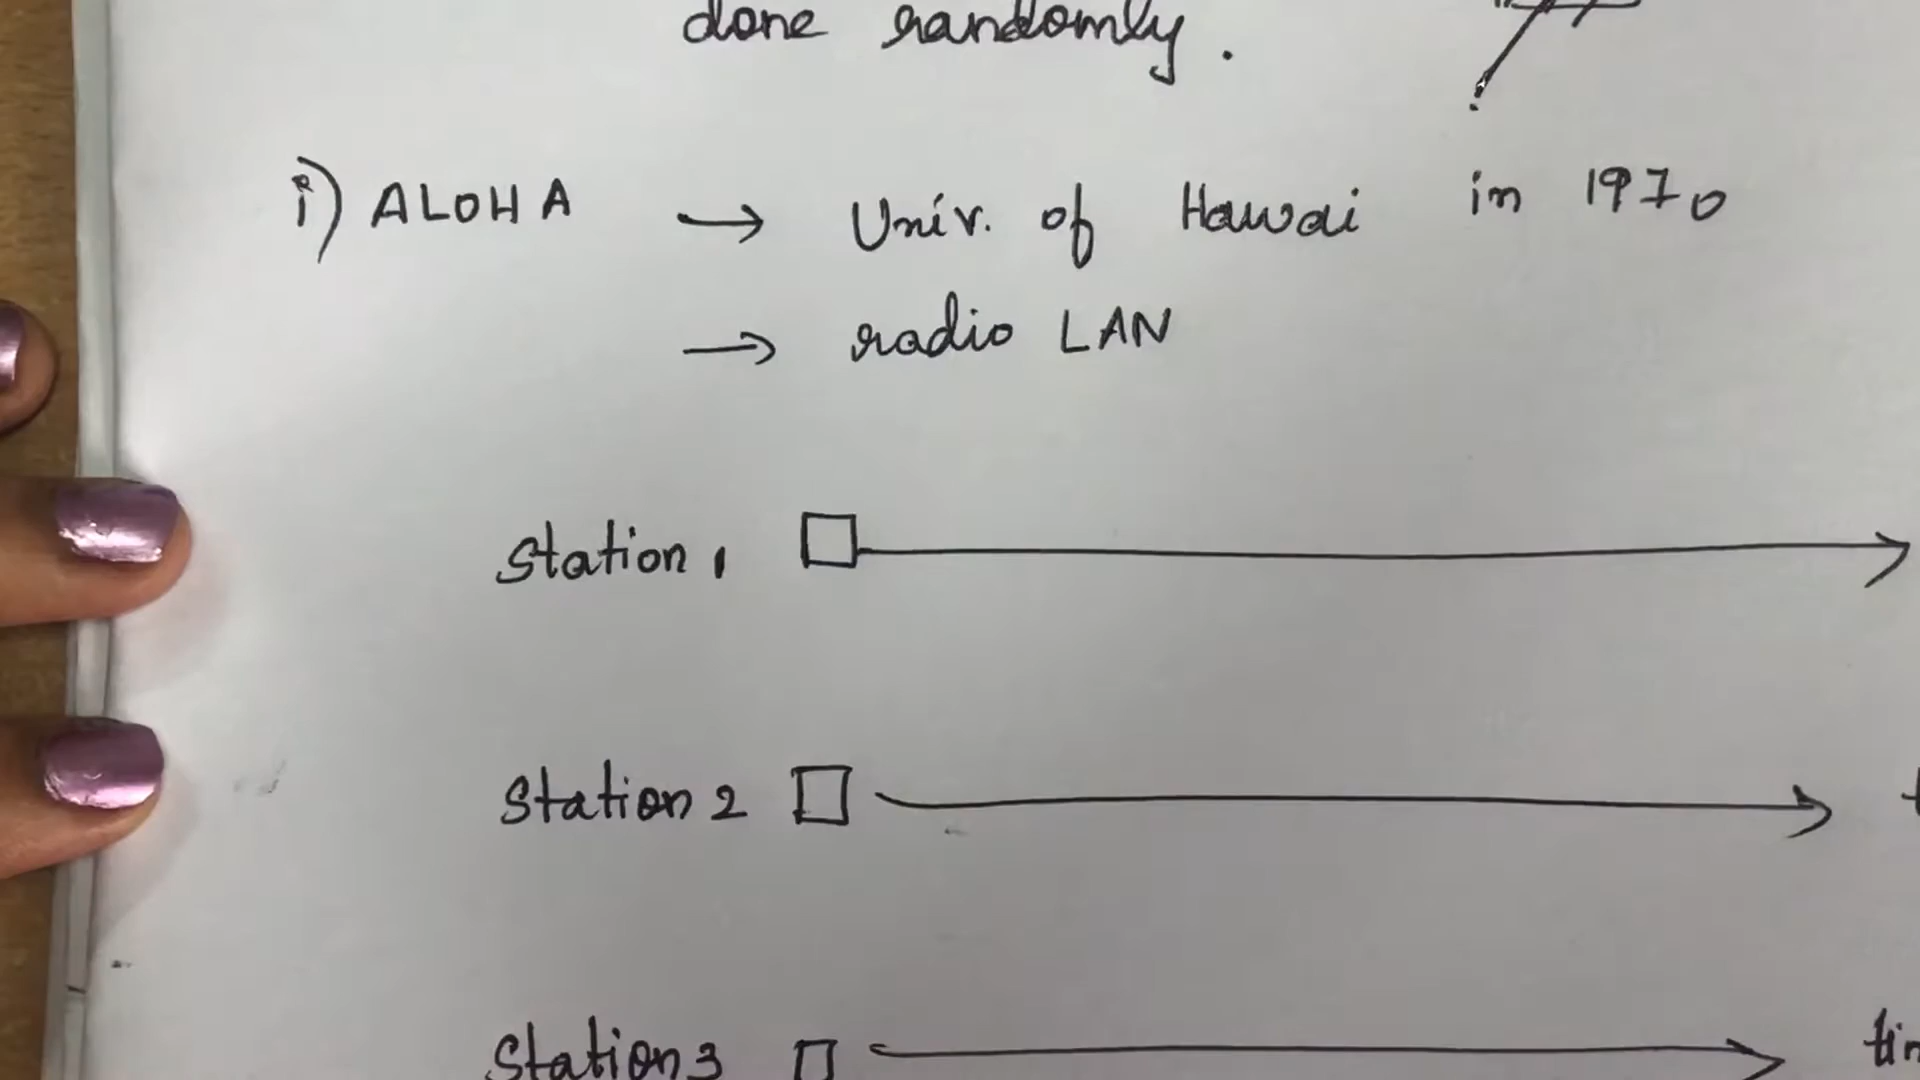 done randomly.
i) ALOHA → Univ. of Hawai in 1970
→ radio LAN
Station 1
Station 2
Station 3